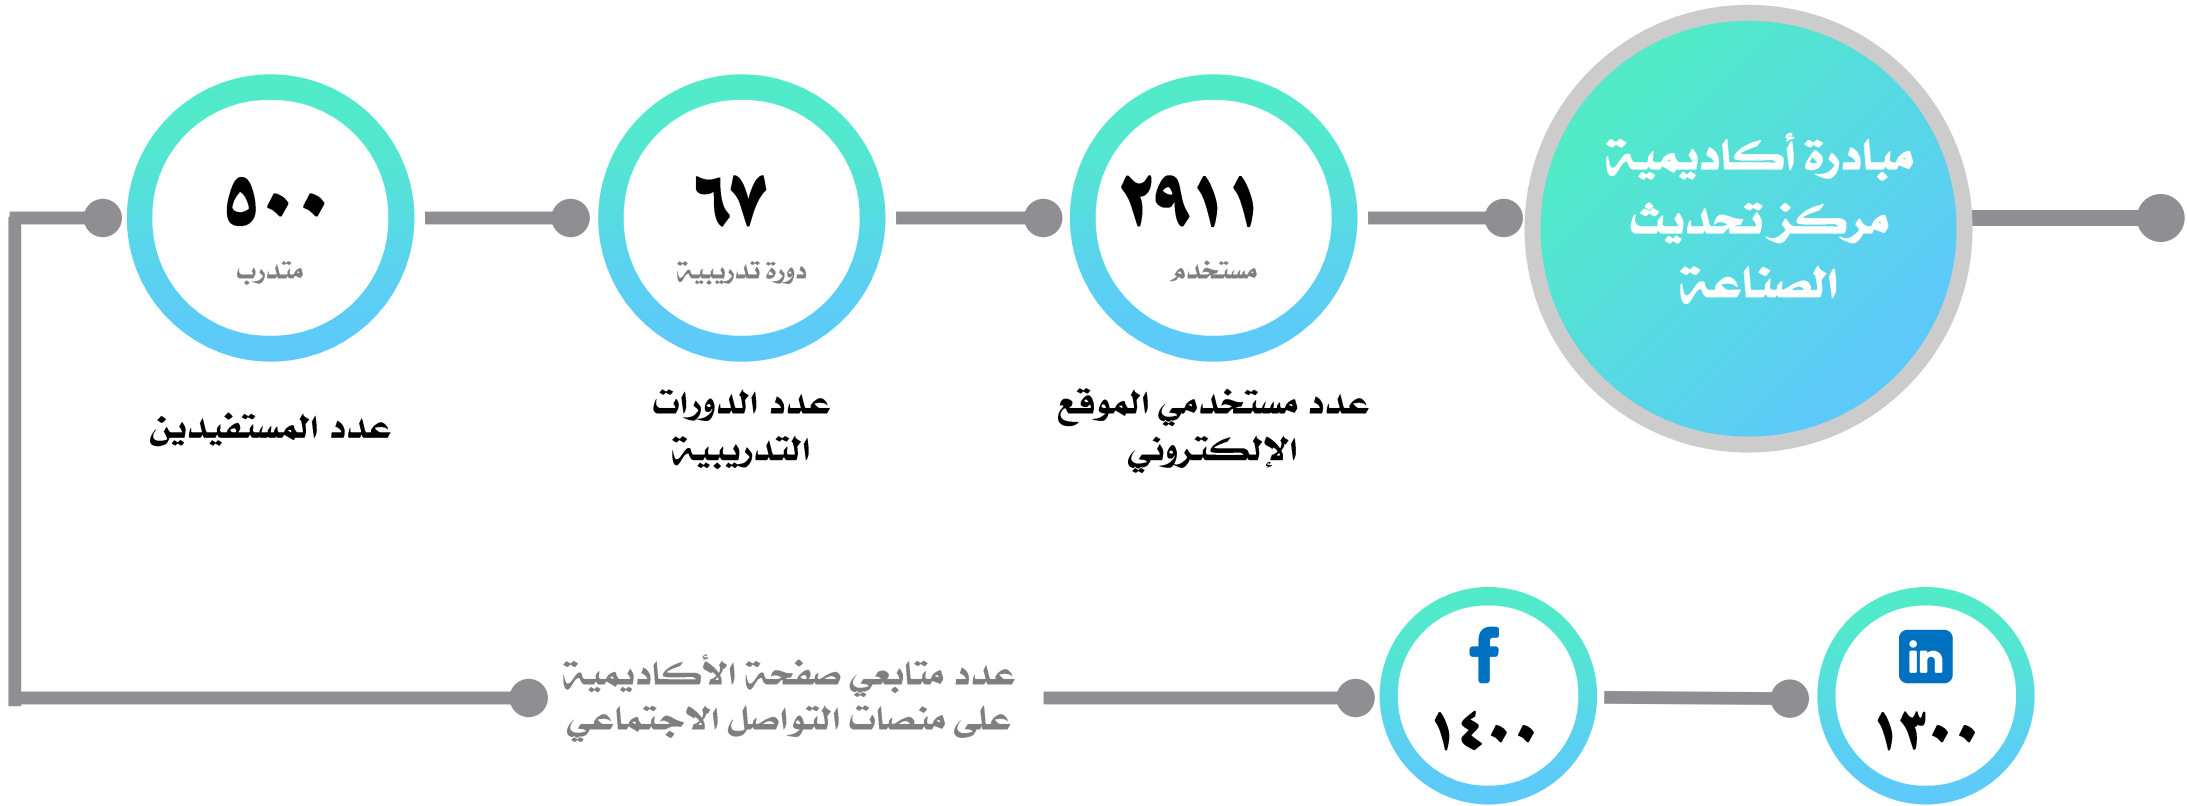 مبادرة أكاديمية
مركز تحديث
الصناعة
٢٩١١
مستخدم
عدد مستخدمي الموقع
الإلكتروني
٦٧
دورة تدريبية
عدد الدورات
التدريبية
٥٠٠
متدرب
عدد المستفيدين
عدد متابعي صفحة الأكاديمية
على منصات التواصل الاجتماعي
f
١٤٠٠
in
١٣٠٠